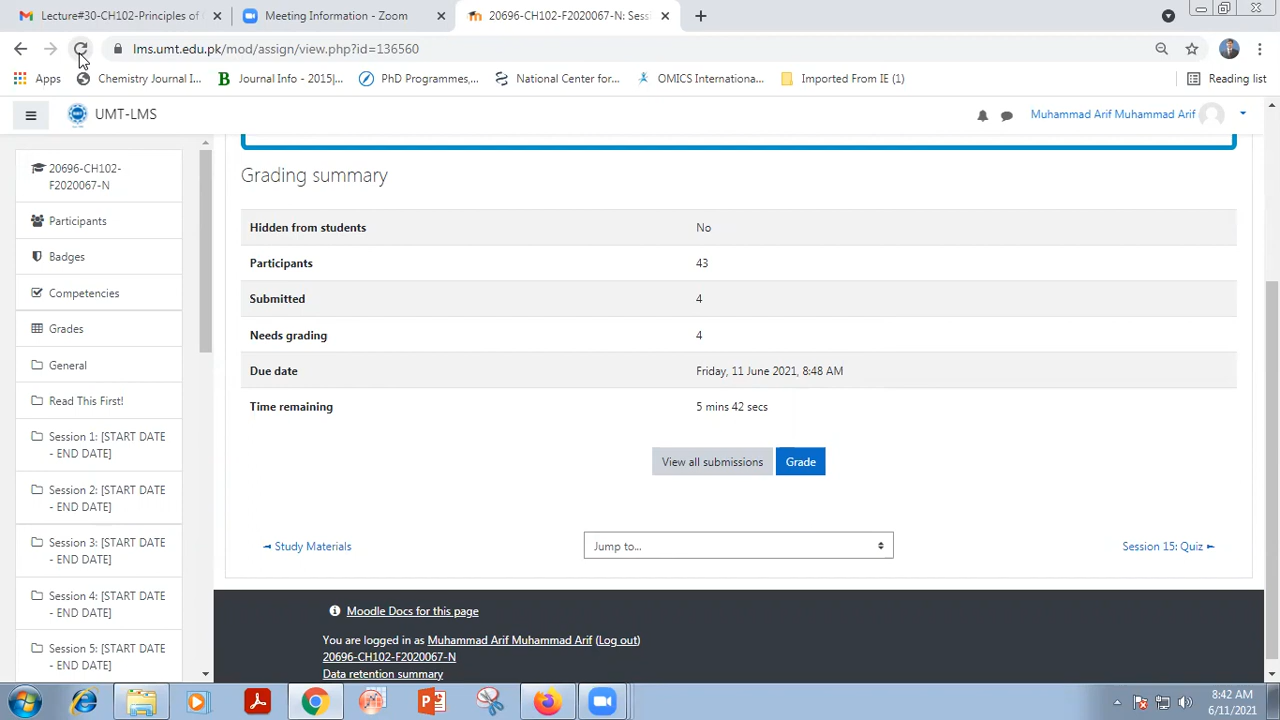 Lecture#30-CH102-Principles of
Meeting Information - Zoom
20696-CH102-F2020067-N: Sess
lms.umt.edu.pk/mod/assign/view.php?id=136560
Apps
Chemistry Journal I...
Journal Info - 2015|...
PhD Programmes,...
National Center for...
OMICS Internationa...
Imported From IE (1)
Reading list
UMT-LMS
Muhammad Arif Muhammad Arif
20696-CH102-
F2020067-N
Participants
Badges
Competencies
Grades
General
Read This First!
Session 1: [START DATE
- END DATE]
Session 2: [START DATE
- END DATE]
Session 3: [START DATE
- END DATE]
Session 4: [START DATE
- END DATE]
Session 5: [START DATE
- END DATE]
Grading summary
Hidden from students No
Participants 43
Submitted 4
Needs grading 4
Due date Friday, 11 June 2021, 8:48 AM
Time remaining 5 mins 42 secs
View all submissions Grade
◄ Study Materials
Jump to...
Session 15: Quiz ►
Moodle Docs for this page
You are logged in as Muhammad Arif Muhammad Arif (Log out)
20696-CH102-F2020067-N
Data retention summary
8:42 AM
6/11/2021